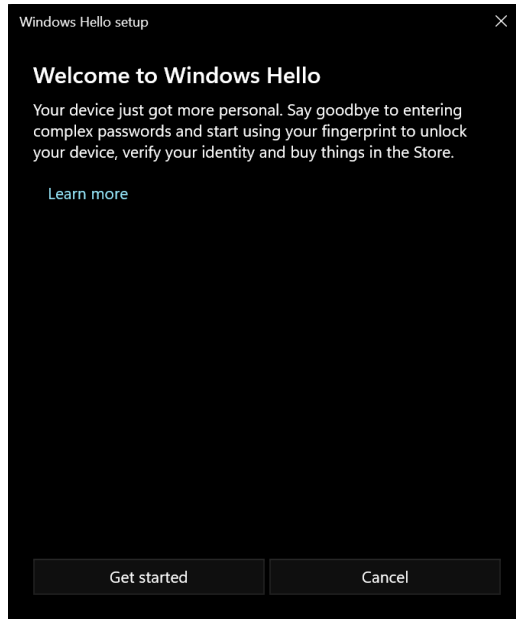 Windows Hello setup
Welcome to Windows Hello
Your device just got more personal. Say goodbye to entering
complex passwords and start using your fingerprint to unlock
your device, verify your identity and buy things in the Store.
Learn more
Get started
Cancel